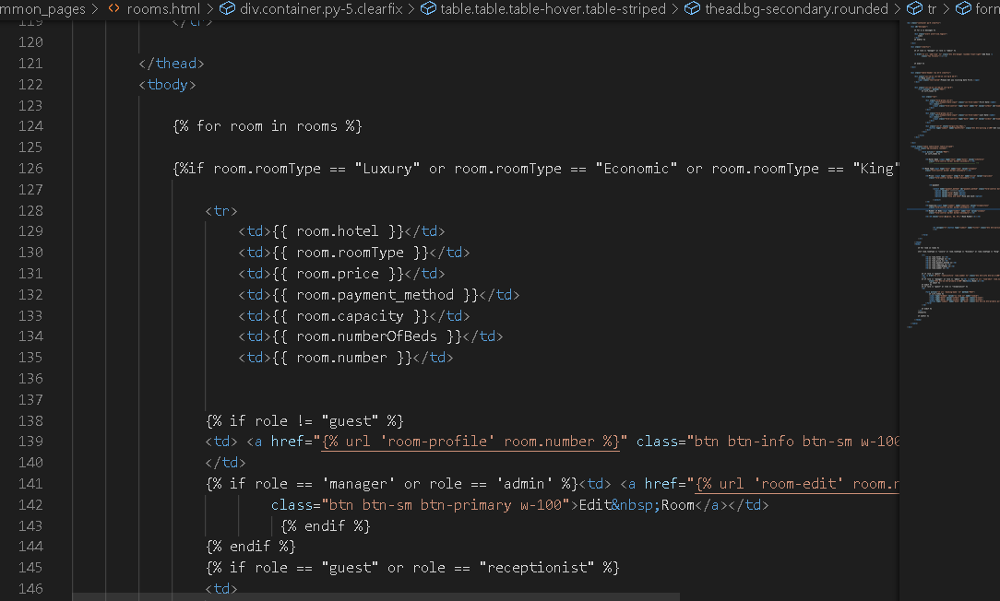 mmon_pages > <> rooms.html > div.container.py-5.clearfix > table.table.table-hover.table-striped > thead.bg-secondary.rounded > tr > form
119 </tr>
120
121 </thead>
122 <tbody>
123
124 {% for room in rooms %}
125
126 {%if room.roomType == "Luxury" or room.roomType == "Economic" or room.roomType == "King"
127
128 <tr>
129 <td>{{ room.hotel }}</td>
130 <td>{{ room.roomType }}</td>
131 <td>{{ room.price }}</td>
132 <td>{{ room.payment_method }}</td>
133 <td>{{ room.capacity }}</td>
134 <td>{{ room.numberOfBeds }}</td>
135 <td>{{ room.number }}</td>
136
137
138 {% if role != "guest" %}
139 <td> <a href="{% url 'room-profile' room.number %}" class="btn btn-info btn-sm w-100
140 </td>
141 {% if role == 'manager' or role == 'admin' %}<td> <a href="{% url 'room-edit' room.n
142 class="btn btn-sm btn-primary w-100">Edit&nbsp;Room</a></td>
143 {% endif %}
144 {% endif %}
145 {% if role == "guest" or role == "receptionist" %}
146 <td>